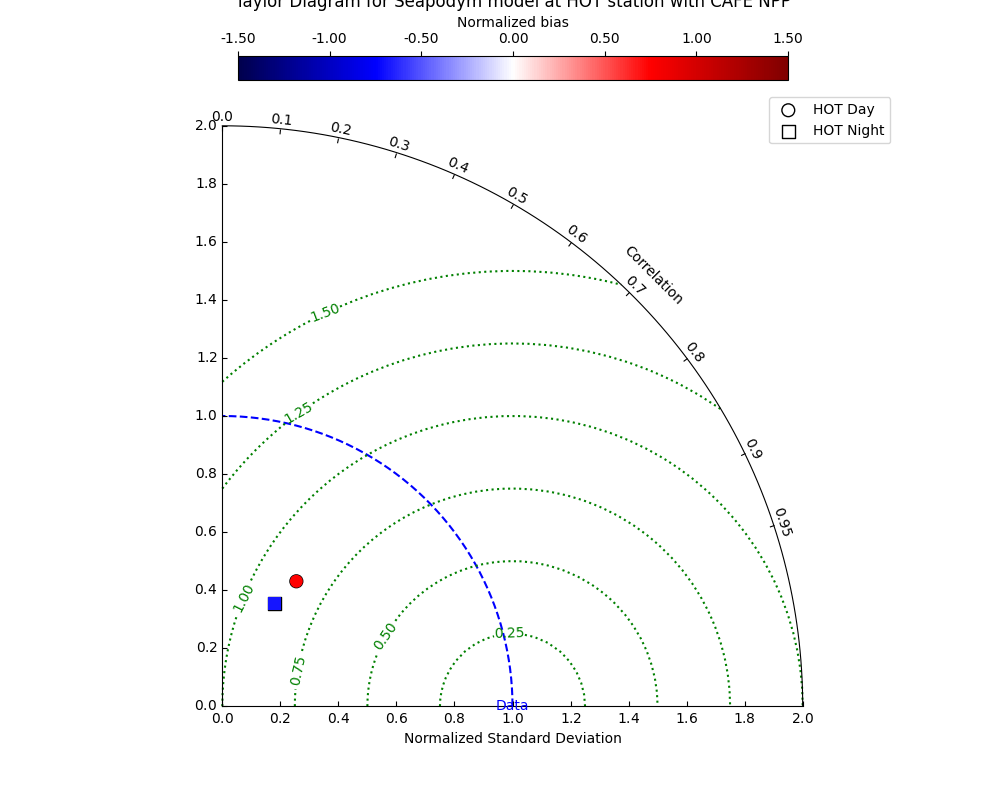 Taylor Diagram for Seapodym model at HOT station with CAFE NPP
Normalized bias
-1.50 -1.00 -0.50 0.00 0.50 1.00 1.50
HOT Day
HOT Night
0.0 0.1 0.2 0.3 0.4 0.5 0.6 0.7 0.8 0.9 0.95
Correlation
2.0
1.8
1.6
1.4
1.2
1.0
0.8
0.6
0.4
0.2
0.0
1.50
1.25
1.00
0.75
0.50
0.25
Data
0.0 0.2 0.4 0.6 0.8 1.0 1.2 1.4 1.6 1.8 2.0
Normalized Standard Deviation